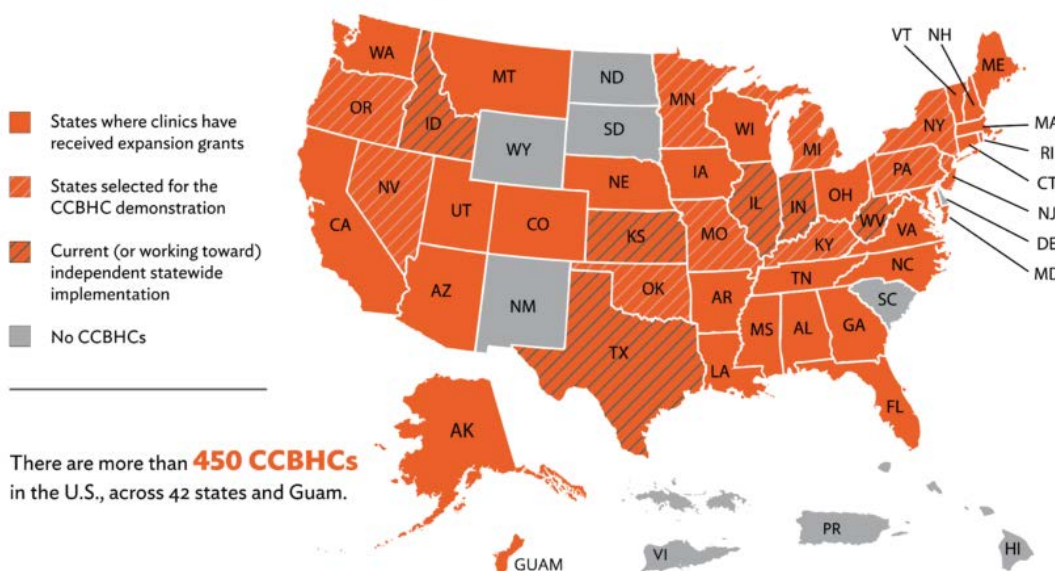 States where clinics have
received expansion grants
States selected for the
CCBHC demonstration
Current (or working toward)
independent statewide
implementation
No CCBHCs
There are more than 450 CCBHCs
in the U.S., across 42 states and Guam.
VT
NH
WA
MT
ND
MN
ME
OR
ID
SD
WI
MI
NY
MA
RI
WY
CT
NV
NE
IA
PA
NJ
CA
UT
CO
IL
IN
OH
DE
KS
MO
WV
VA
MD
KY
NC
AZ
NM
OK
AR
TN
SC
TX
MS
AL
GA
LA
FL
AK
GUAM
VI
PR
HI